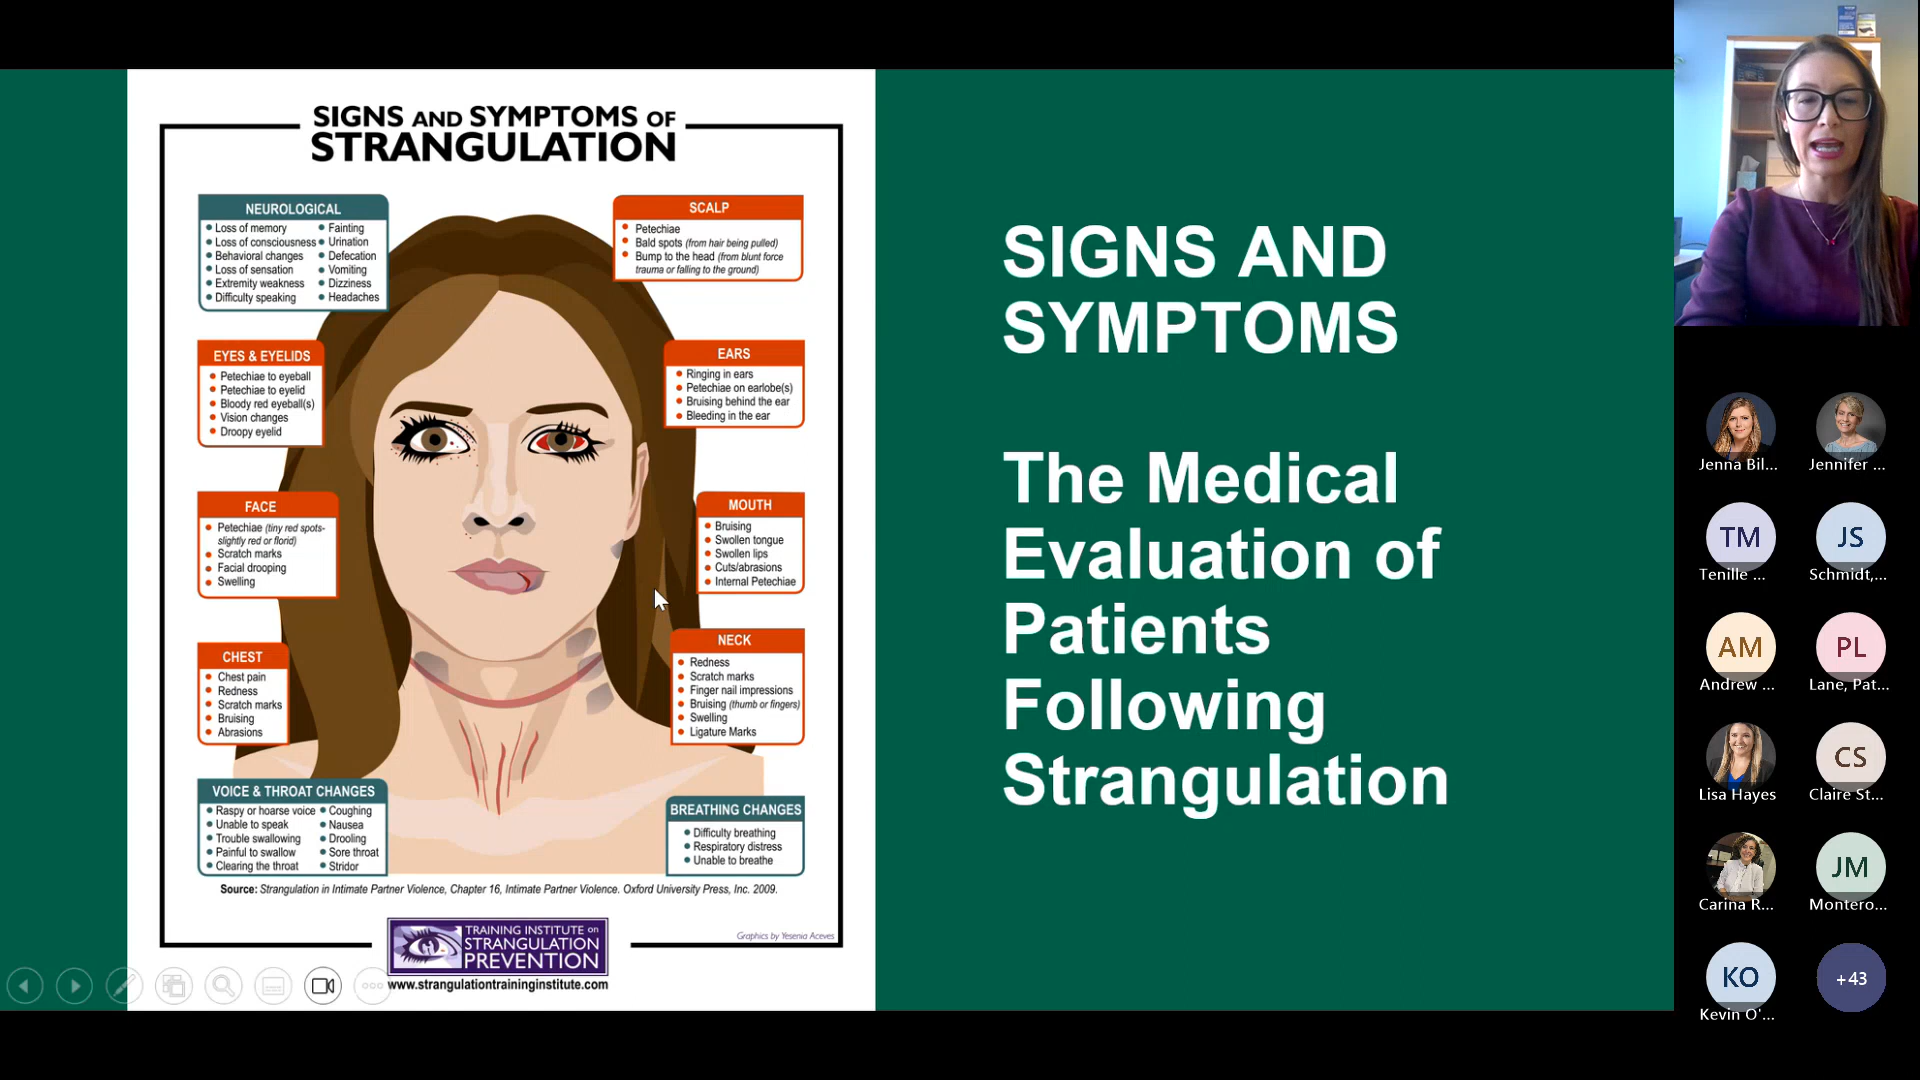 SIGNS AND SYMPTOMS OF
STRANGULATION
NEUROLOGICAL
Loss of memory
Loss of consciousness
Behavioral changes
Loss of sensation
Extremity weakness
Difficulty speaking
Fainting
Urination
Defecation
Vomiting
Dizziness
Headaches
SCALP
Petechiae
Bald spots (from hair being pulled)
Bump to the head (from blunt force
trauma or falling to the ground)
EYES & EYELIDS
Petechiae to eyeball
Petechiae to eyelid
Bloody red eyeball(s)
Vision changes
Droopy eyelid
EARS
Ringing in ears
Petechiae on earlobe(s)
Bruising behind the ear
Bleeding in the ear
FACE
Petechiae (tiny red spots-
slightly red or florid)
Scratch marks
Facial drooping
Swelling
MOUTH
Bruising
Swollen tongue
Swollen lips
Cuts/abrasions
Internal Petechiae
CHEST
Chest pain
Redness
Scratch marks
Bruising
Abrasions
NECK
Redness
Scratch marks
Finger nail impressions
Bruising (thumb or fingers)
Swelling
Ligature Marks
VOICE & THROAT CHANGES
Raspy or hoarse voice
Unable to speak
Trouble swallowing
Painful to swallow
Clearing the throat
Coughing
Nausea
Drooling
Sore throat
Stridor
BREATHING CHANGES
Difficulty breathing
Respiratory distress
Unable to breathe
Source: Strangulation in Intimate Partner Violence, Chapter 16, Intimate Partner Violence. Oxford University Press, Inc. 2009.
Graphics by Yesenia Aceves
TRAINING INSTITUTE on
STRANGULATION
PREVENTION
www.strangulationtraininginstitute.com
SIGNS AND
SYMPTOMS
The Medical
Evaluation of
Patients
Following
Strangulation
Jenna Bil...
Jennifer ...
TM
Tenille ...
JS
Schmidt,...
AM
Andrew ...
PL
Lane, Pat...
Lisa Hayes
CS
Claire St...
Carina R...
JM
Montero...
KO
Kevin O'...
+43